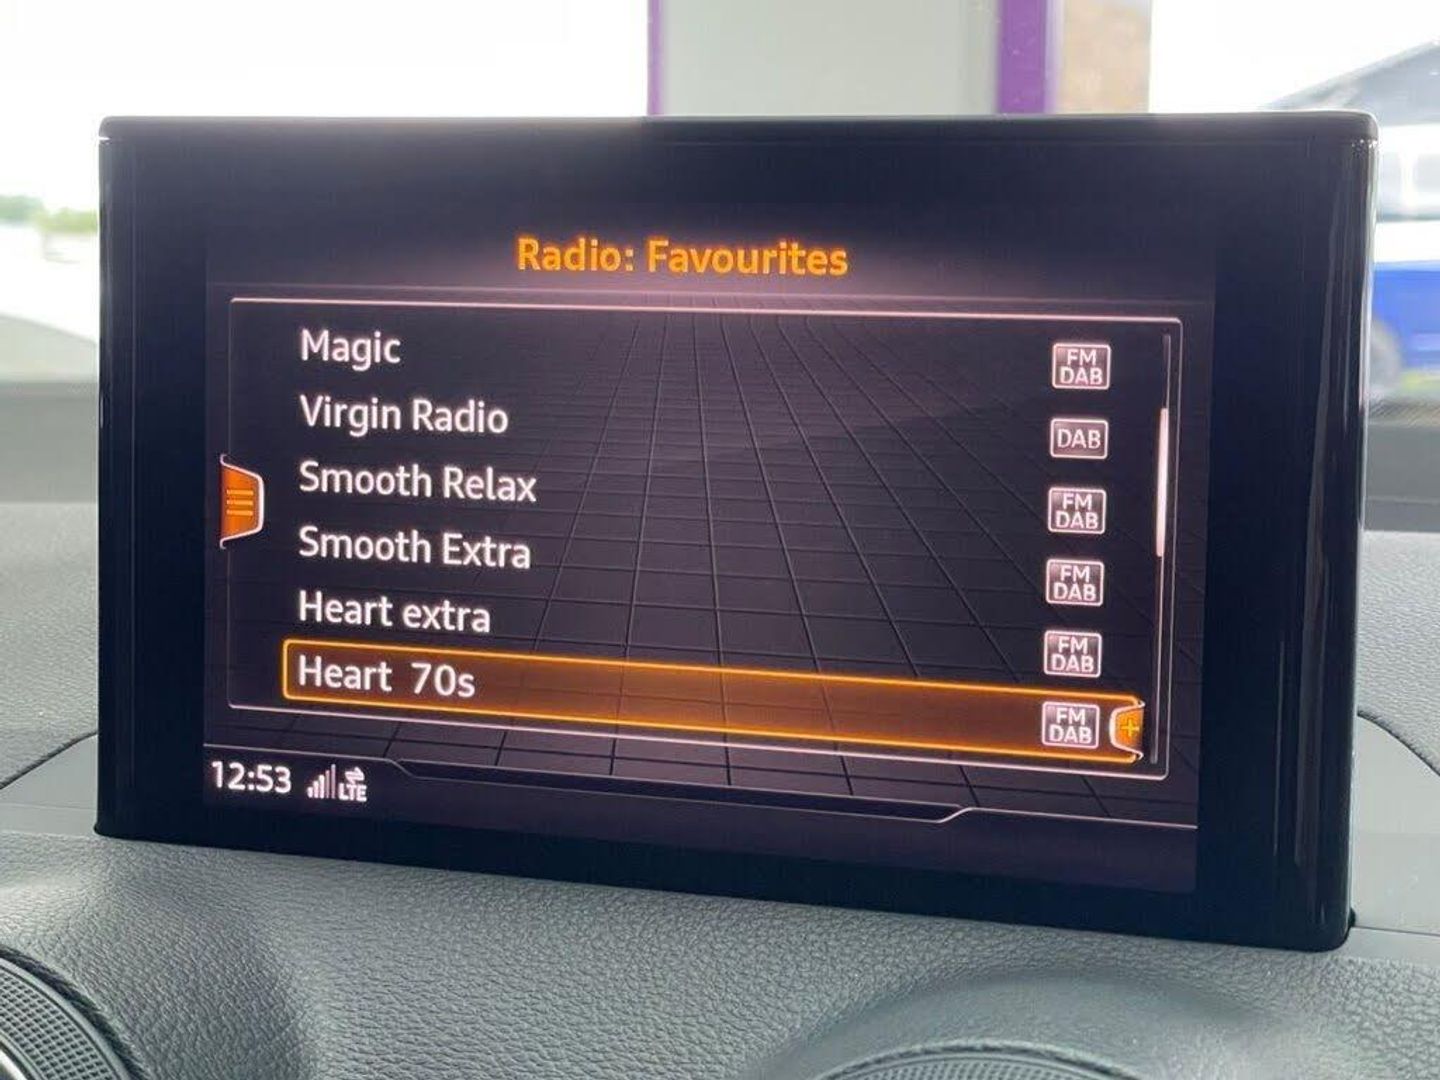 Radio: Favourites
Magic FM DAB
Virgin Radio DAB
Smooth Relax FM DAB
Smooth Extra FM DAB
Heart extra FM DAB
Heart 70s FM DAB +
12:53 LTE